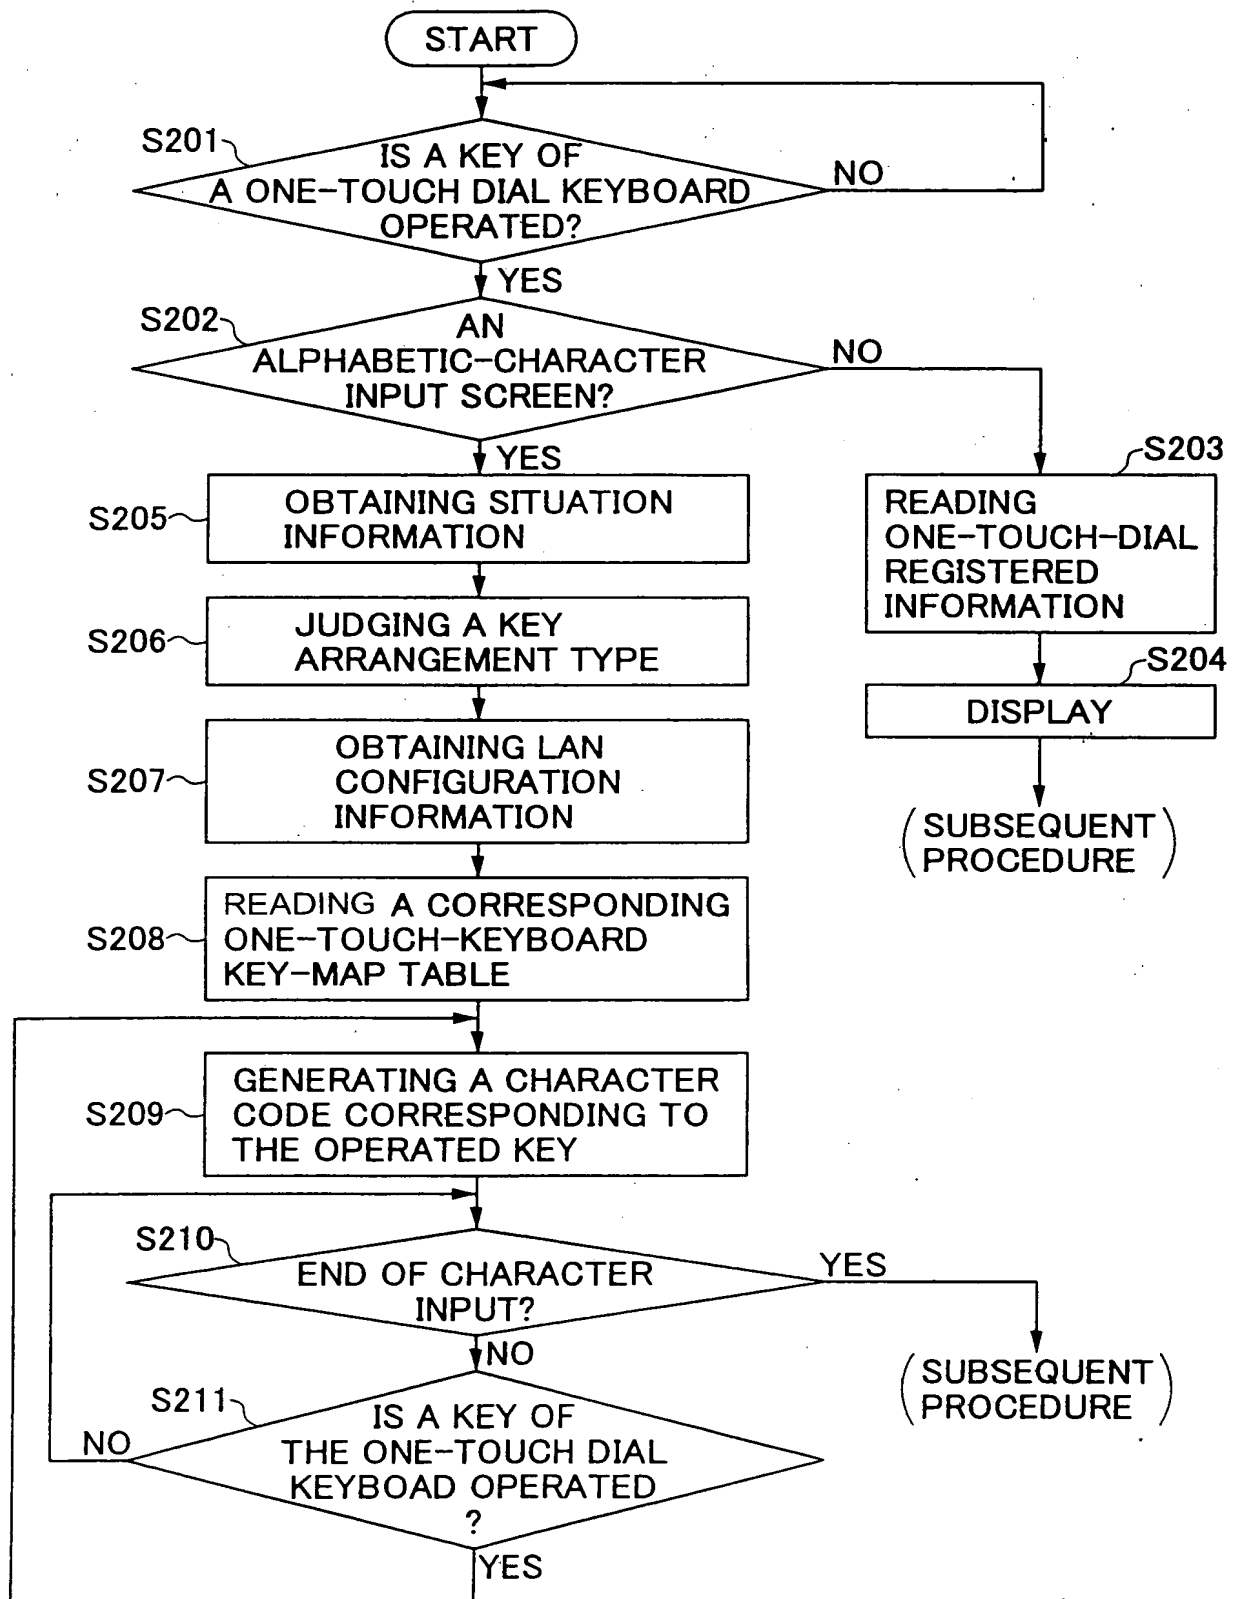 START
S201
IS A KEY OF
A ONE-TOUCH DIAL KEYBOARD
OPERATED?
NO
YES
S202
AN
ALPHABETIC-CHARACTER
INPUT SCREEN?
NO
YES
S203
READING
ONE-TOUCH-DIAL
REGISTERED
INFORMATION
S204
DISPLAY
(SUBSEQUENT
PROCEDURE)
S205
OBTAINING SITUATION
INFORMATION
S206
JUDGING A KEY
ARRANGEMENT TYPE
S207
OBTAINING LAN
CONFIGURATION
INFORMATION
S208
READING A CORRESPONDING
ONE-TOUCH-KEYBOARD
KEY-MAP TABLE
S209
GENERATING A CHARACTER
CODE CORRESPONDING TO
THE OPERATED KEY
S210
END OF CHARACTER
INPUT?
YES
(SUBSEQUENT
PROCEDURE)
NO
S211
IS A KEY OF
THE ONE-TOUCH DIAL
KEYBOAD OPERATED
?
NO
YES